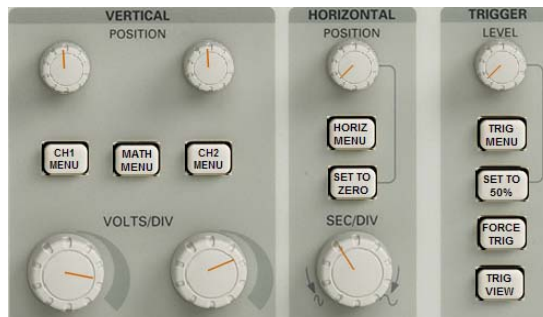 VERTICAL
POSITION
CH1
MENU
MATH
MENU
CH2
MENU
VOLTS/DIV
HORIZONTAL
POSITION
HORIZ
MENU
SET TO
ZERO
SEC/DIV
TRIGGER
LEVEL
TRIG
MENU
SET TO
50%
FORCE
TRIG
TRIG
VIEW